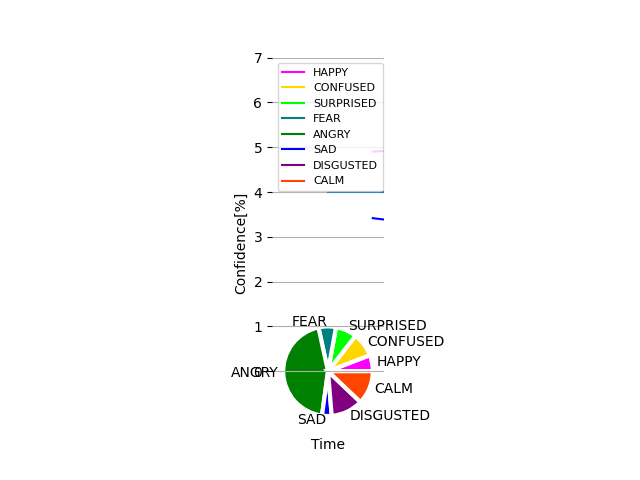 7
6
5
4
3
2
1
0
Confidence[%]
HAPPY
CONFUSED
SURPRISED
FEAR
ANGRY
SAD
DISGUSTED
CALM
FEAR
SURPRISED
CONFUSED
HAPPY
ANGRY
CALM
DISGUSTED
SAD
Time